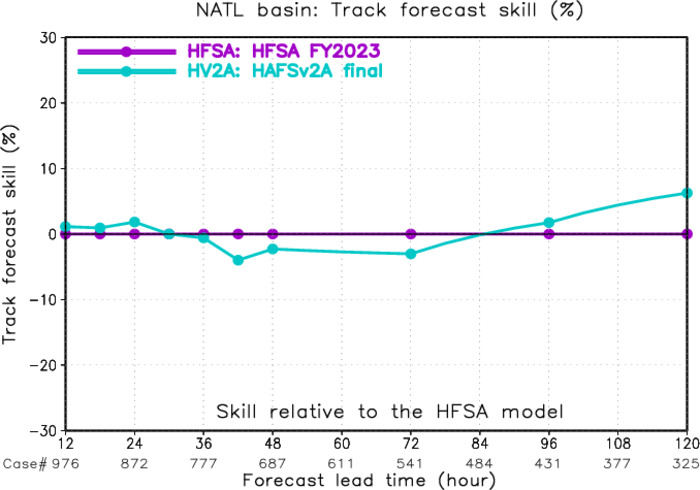 NATL basin: Track forecast skill (%)
HFSA: HFSA FY2023
HV2A: HAFSv2A final
Track forecast skill (%)
30
20
10
0
−10
−20
−30
Skill relative to the HFSA model
12 24 36 48 60 72 84 96 108 120
Case# 976 872 777 687 611 541 484 431 377 325
Forecast lead time (hour)